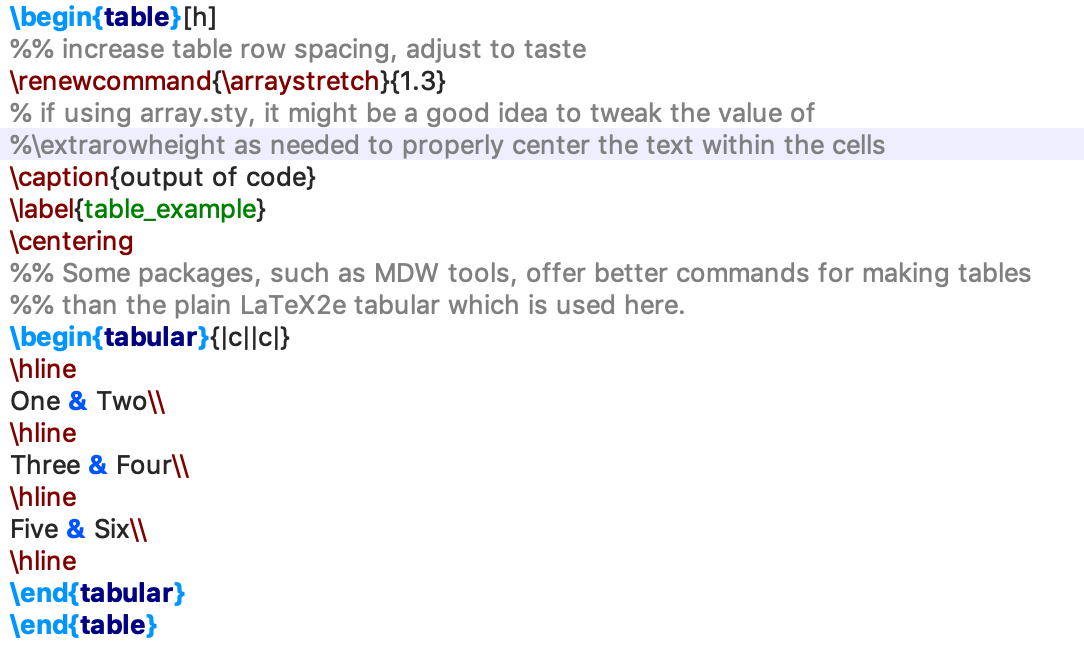 \begin{table}[h]
%% increase table row spacing, adjust to taste
\renewcommand{\arraystretch}{1.3}
% if using array.sty, it might be a good idea to tweak the value of
%\extrarowheight as needed to properly center the text within the cells
\caption{output of code}
\label{table_example}
\centering
%% Some packages, such as MDW tools, offer better commands for making tables
%% than the plain LaTeX2e tabular which is used here.
\begin{tabular}{|c||c|}
\hline
One & Two\\
\hline
Three & Four\\
\hline
Five & Six\\
\hline
\end{tabular}
\end{table}